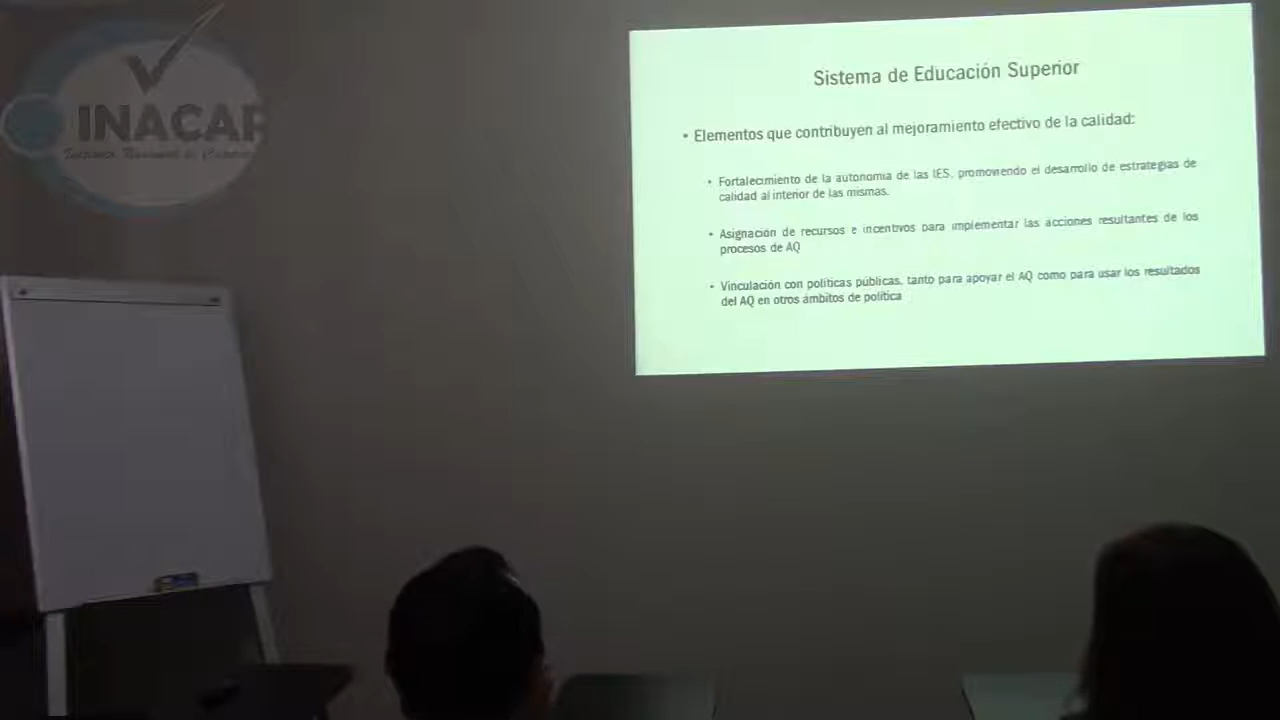 INACAP
Sistema de Educación Superior
• Elementos que contribuyen al mejoramiento efectivo de la calidad:
• Fortalecimiento de la autonomia de las IES, promoviendo el desarrollo de estrategias de
calidad al interior de las mismas.
• Asignación de recursos e incentivos para implementar las acciones resultantes de los
procesos de AQ
• Vinculación con políticas públicas, tanto para apoyar el AQ como para usar los resultados
del AQ en otros ámbitos de política